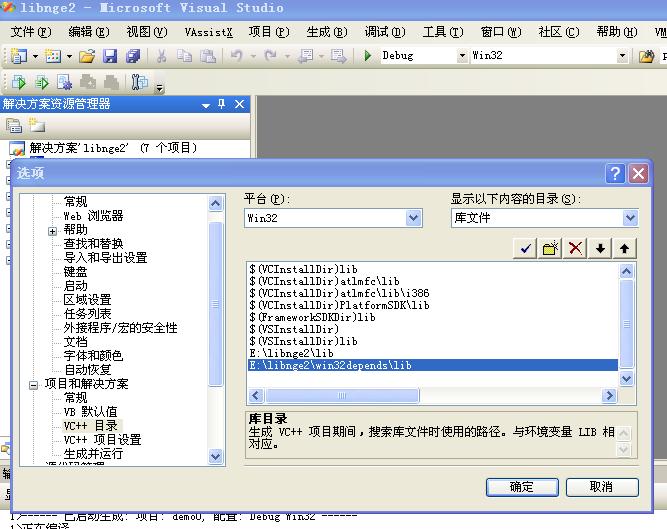 libnge2 - Microsoft Visual Studio
文件(F) 编辑(E) 视图(V) VAssistX 项目(P) 生成(B) 调试(D) 工具(T) 窗口(W) 社区(C) 帮助(H) VM
Debug Win32
解决方案资源管理器
解决方案'libnge2' (7 个项目)
选项
常规
Web 浏览器
帮助
查找和替换
导入和导出设置
键盘
启动
区域设置
任务列表
外接程序/宏的安全性
文档
字体和颜色
自动恢复
项目和解决方案
常规
VB 默认值
VC++ 目录
VC++ 项目设置
生成并运行
平台(P):
Win32
显示以下内容的目录(S):
库文件
$(VCInstallDir)lib
$(VCInstallDir)atlmfc\lib
$(VCInstallDir)atlmfc\lib\i386
$(VCInstallDir)PlatformSDK\lib
$(FrameworkSDKDir)lib
$(VSInstallDir)
$(VSInstallDir)lib
E:\libnge2\lib
E:\libnge2\win32depends\lib
库目录
生成 VC++ 项目期间，搜索库文件时使用的路径。与环境变量 LIB 相
对应。
确定
取消
1>------ 已启动生成: 项目: demo0, 配置: Debug Win32 ------
1>正在编译